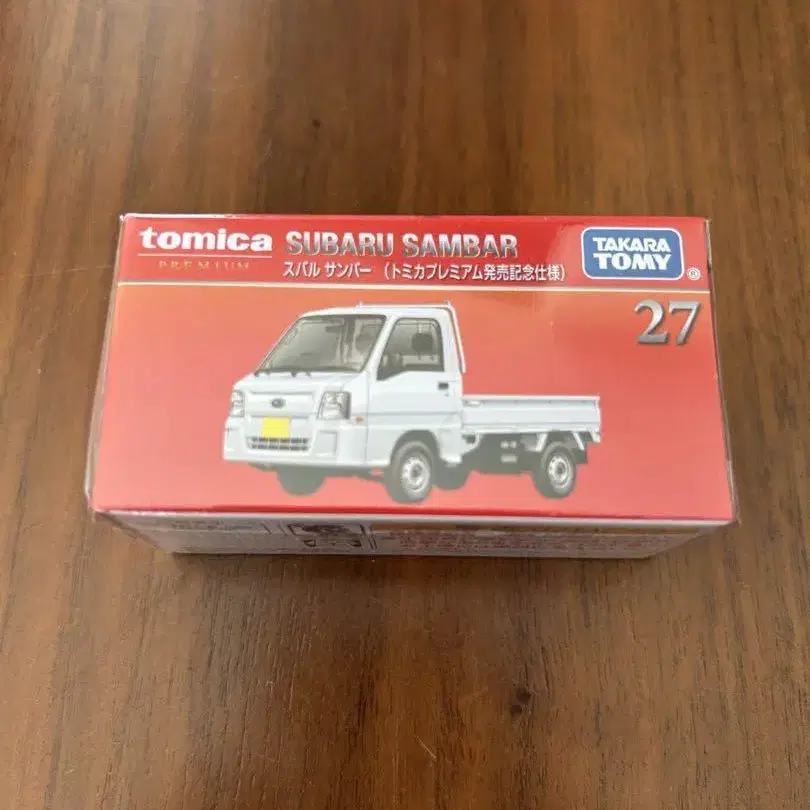 tomica
PREMIUM
SUBARU SAMBAR
スバル サンバー (トミカプレミアム発売記念仕様)
TAKARA
TOMY
®
27